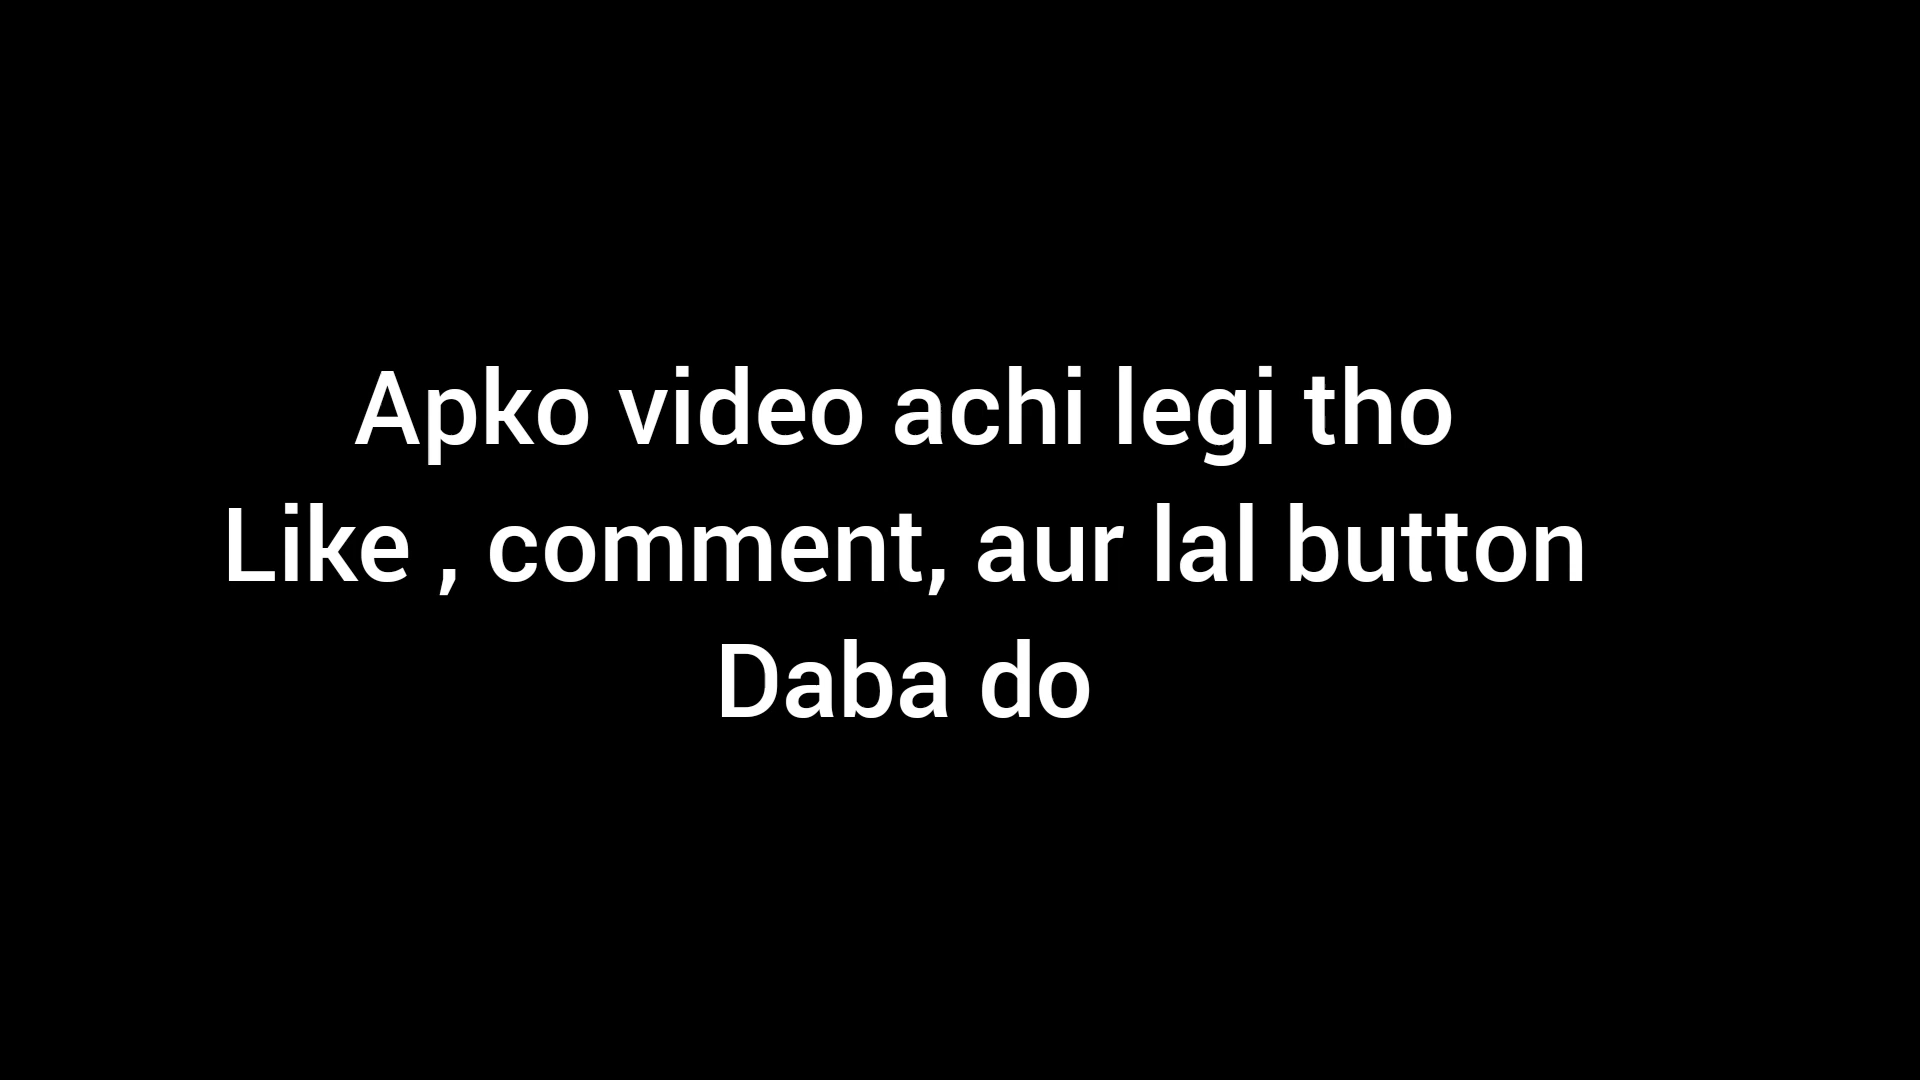 Apko video achi legi tho
Like , comment, aur lal button
Daba do